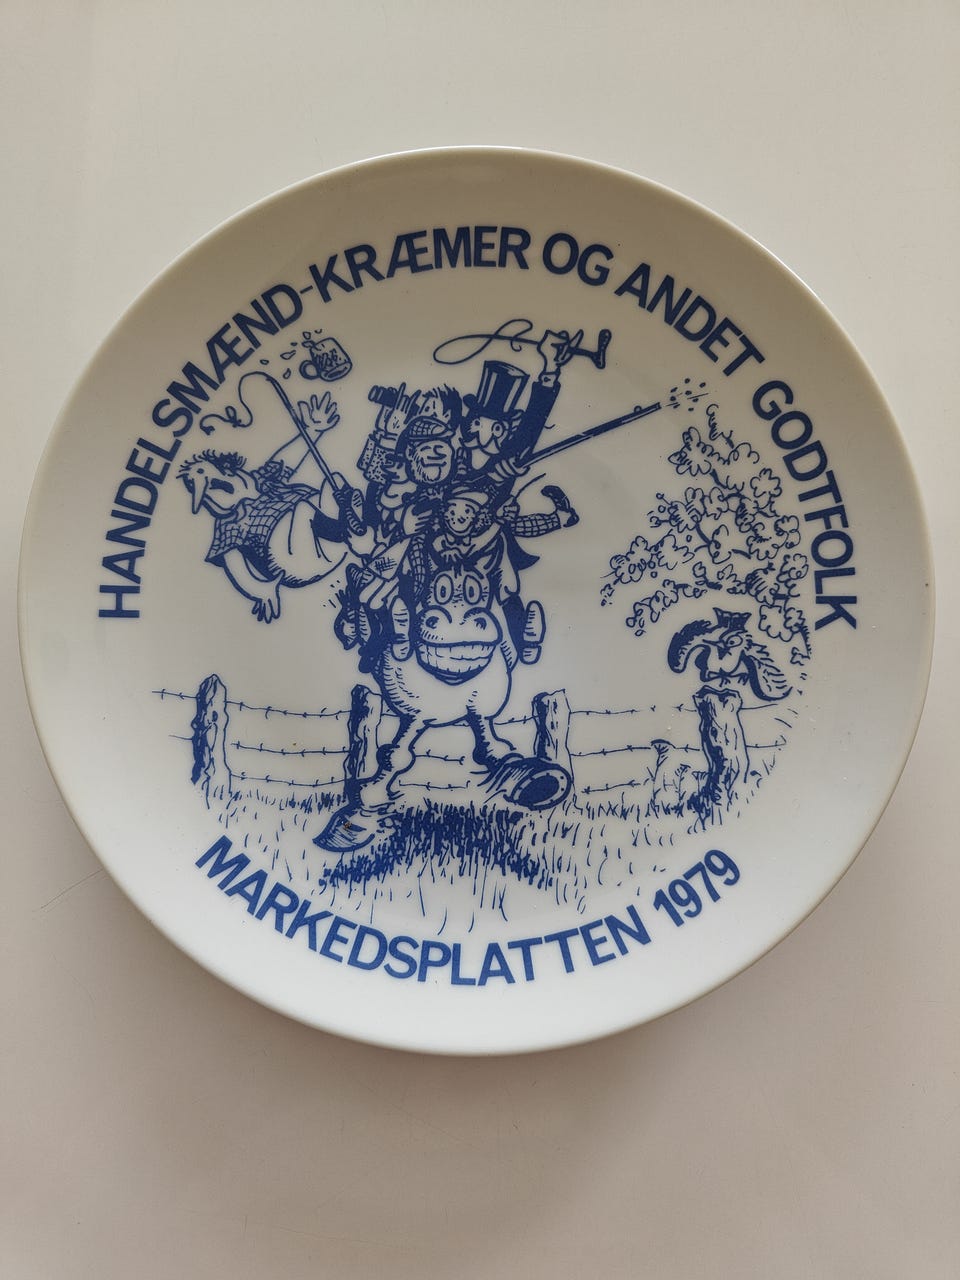 HANDELSMÆND-KRÆMER OG ANDET GODTFOLK
MARKEDSPLATTEN 1979